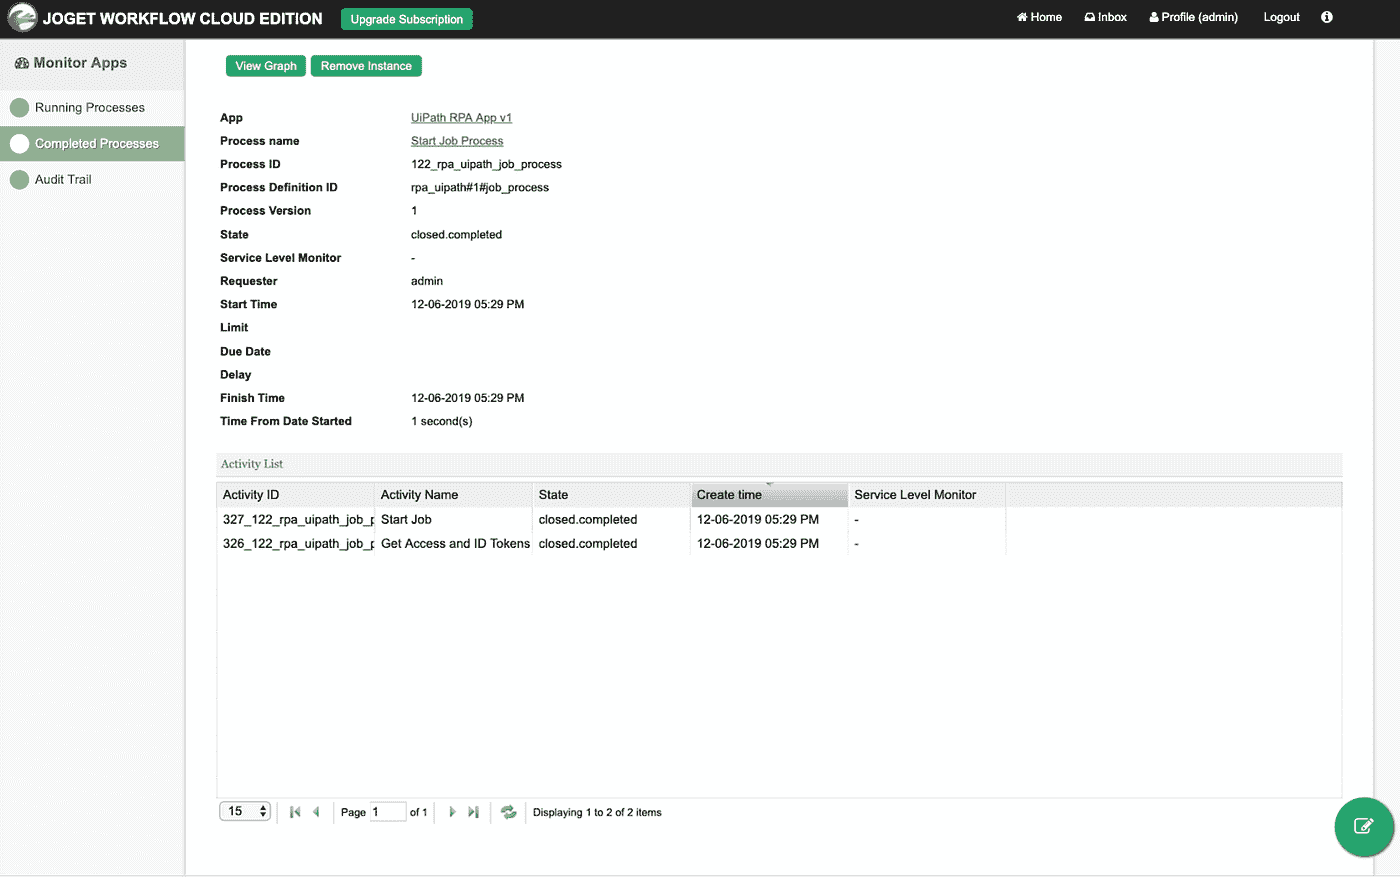 JOGET WORKFLOW CLOUD EDITION Upgrade Subscription Home Inbox Profile (admin) Logout
Monitor Apps
Running Processes
Completed Processes
Audit Trail
View Graph Remove Instance
App UiPath RPA App v1
Process name Start Job Process
Process ID 122_rpa_uipath_job_process
Process Definition ID rpa_uipath#1#job_process
Process Version 1
State closed.completed
Service Level Monitor -
Requester admin
Start Time 12-06-2019 05:29 PM
Limit
Due Date
Delay
Finish Time 12-06-2019 05:29 PM
Time From Date Started 1 second(s)
Activity List
Activity ID Activity Name State Create time Service Level Monitor
327_122_rpa_uipath_job_p Start Job closed.completed 12-06-2019 05:29 PM -
326_122_rpa_uipath_job_p Get Access and ID Tokens closed.completed 12-06-2019 05:29 PM -
15 Page 1 of 1 Displaying 1 to 2 of 2 items